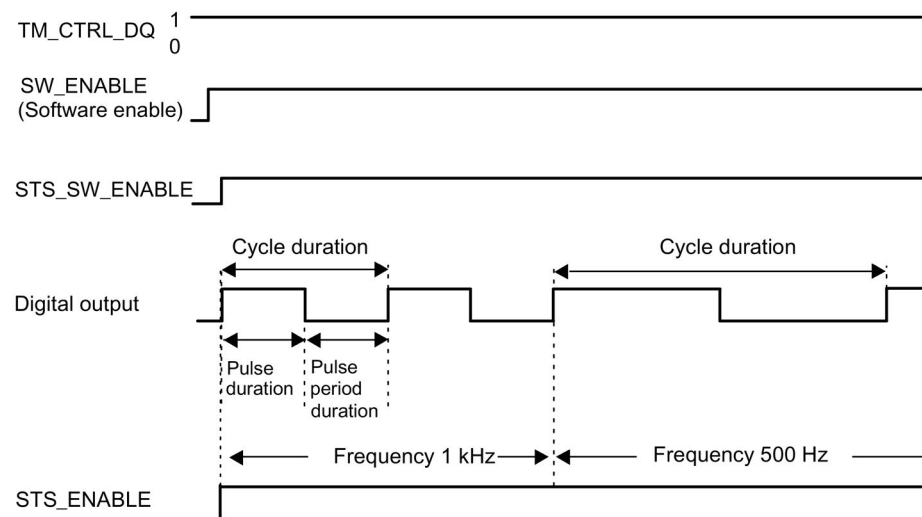 TM_CTRL_DQ
1
0
SW_ENABLE
(Software enable)
STS_SW_ENABLE
Cycle duration
Cycle duration
Digital output
Pulse
duration
Pulse
period
duration
Frequency 1 kHz
Frequency 500 Hz
STS_ENABLE